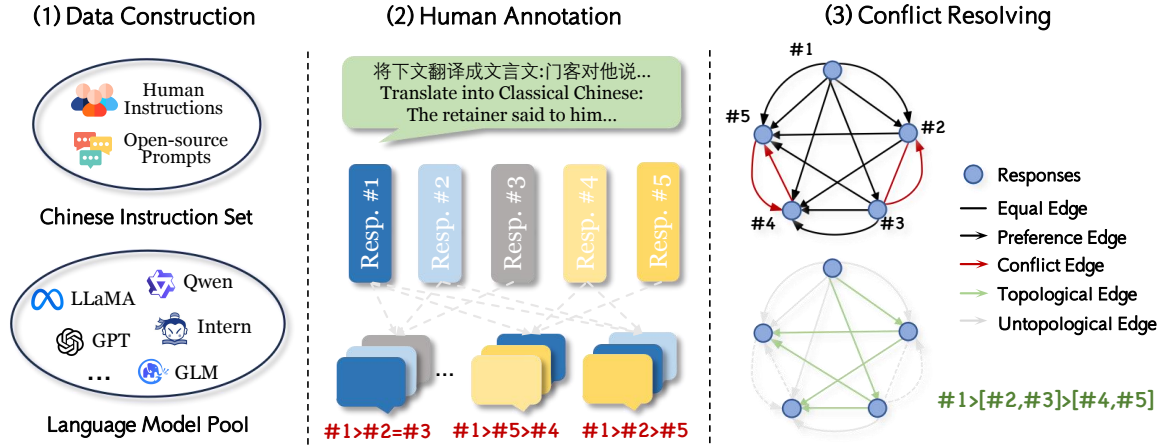 (1) Data Construction
Human
Instructions
Open-source
Prompts
Chinese Instruction Set
LLaMA
Qwen
GPT
Intern
...
GLM
Language Model Pool
(2) Human Annotation
将下文翻译成文言文:门客对他说...
Translate into Classical Chinese:
The retainer said to him...
Resp. #1
Resp. #2
Resp. #3
Resp. #4
Resp. #5
...
#1>#2=#3
#1>#5>#4
#1>#2>#5
(3) Conflict Resolving
#1
#5
#2
#4
#3
Responses
Equal Edge
Preference Edge
Conflict Edge
Topological Edge
Untopological Edge
#1>[#2,#3]>[#4,#5]